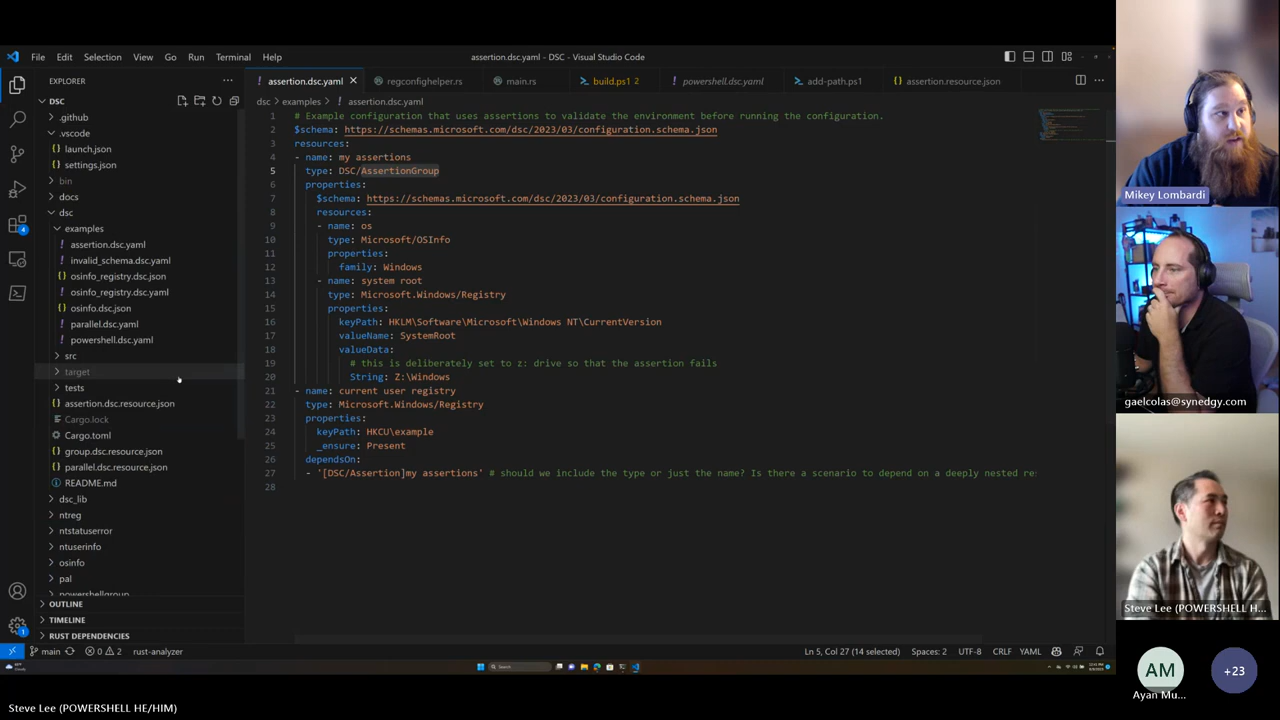 File Edit Selection View Go Run Terminal Help
assertion.dsc.yaml - DSC - Visual Studio Code
EXPLORER
DSC
.github
.vscode
launch.json
settings.json
bin
docs
dsc
examples
assertion.dsc.yaml
invalid_schema.dsc.yaml
osinfo_registry.dsc.json
osinfo_registry.dsc.yaml
osinfo.dsc.json
parallel.dsc.yaml
powershell.dsc.yaml
src
target
tests
assertion.dsc.resource.json
Cargo.lock
Cargo.toml
group.dsc.resource.json
parallel.dsc.resource.json
README.md
dsc_lib
ntreg
ntstatuserror
ntuserinfo
osinfo
pal
powershellgroup
OUTLINE
TIMELINE
RUST DEPENDENCIES
assertion.dsc.yaml regconfighelper.rs main.rs build.ps1 2 powershell.dsc.yaml add-path.ps1 assertion.resource.json
dsc > examples > assertion.dsc.yaml
1 # Example configuration that uses assertions to validate the environment before running the configuration.
2 $schema: https://schemas.microsoft.com/dsc/2023/03/configuration.schema.json
3 resources:
4 - name: my assertions
5 type: DSC/AssertionGroup
6 properties:
7 $schema: https://schemas.microsoft.com/dsc/2023/03/configuration.schema.json
8 resources:
9 - name: os
10 type: Microsoft/OSInfo
11 properties:
12 family: Windows
13 - name: system root
14 type: Microsoft.Windows/Registry
15 properties:
16 keyPath: HKLM\Software\Microsoft\Windows NT\CurrentVersion
17 valueName: SystemRoot
18 valueData:
19 # this is deliberately set to z: drive so that the assertion fails
20 String: Z:\Windows
21 - name: current user registry
22 type: Microsoft.Windows/Registry
23 properties:
24 keyPath: HKCU\example
25 _ensure: Present
26 dependsOn:
27 - '[DSC/Assertion]my assertions' # should we include the type or just the name? Is there a scenario to depend on a deeply nested re
28
4
1
main 0 2 rust-analyzer
Ln 5, Col 27 (14 selected) Spaces: 2 UTF-8 CRLF YAML
Search
Mikey Lombardi
gaelcolas@synedgy.com
Steve Lee (POWERSHELL H...
AM
Ayan Mu...
+23
Steve Lee (POWERSHELL HE/HIM)